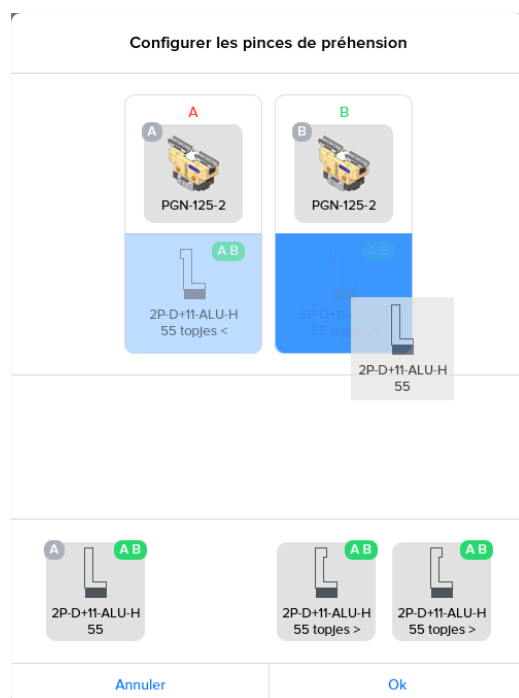 Configurer les pinces de préhension
A
B
A
B
PGN-125-2
PGN-125-2
A B
A B
2P-D+11-ALU-H
55 topjes <
2P-D+11-ALU-H
55
A
A B
A B
A B
2P-D+11-ALU-H
55
2P-D+11-ALU-H
55 topjes >
2P-D+11-ALU-H
55 topjes >
Annuler
Ok